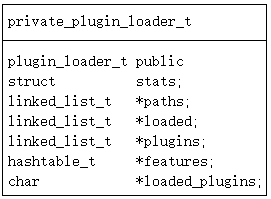 private_plugin_loader_t
plugin_loader_t public
struct stats;
linked_list_t *paths;
linked_list_t *loaded;
linked_list_t *plugins;
hashtable_t *features;
char *loaded_plugins;